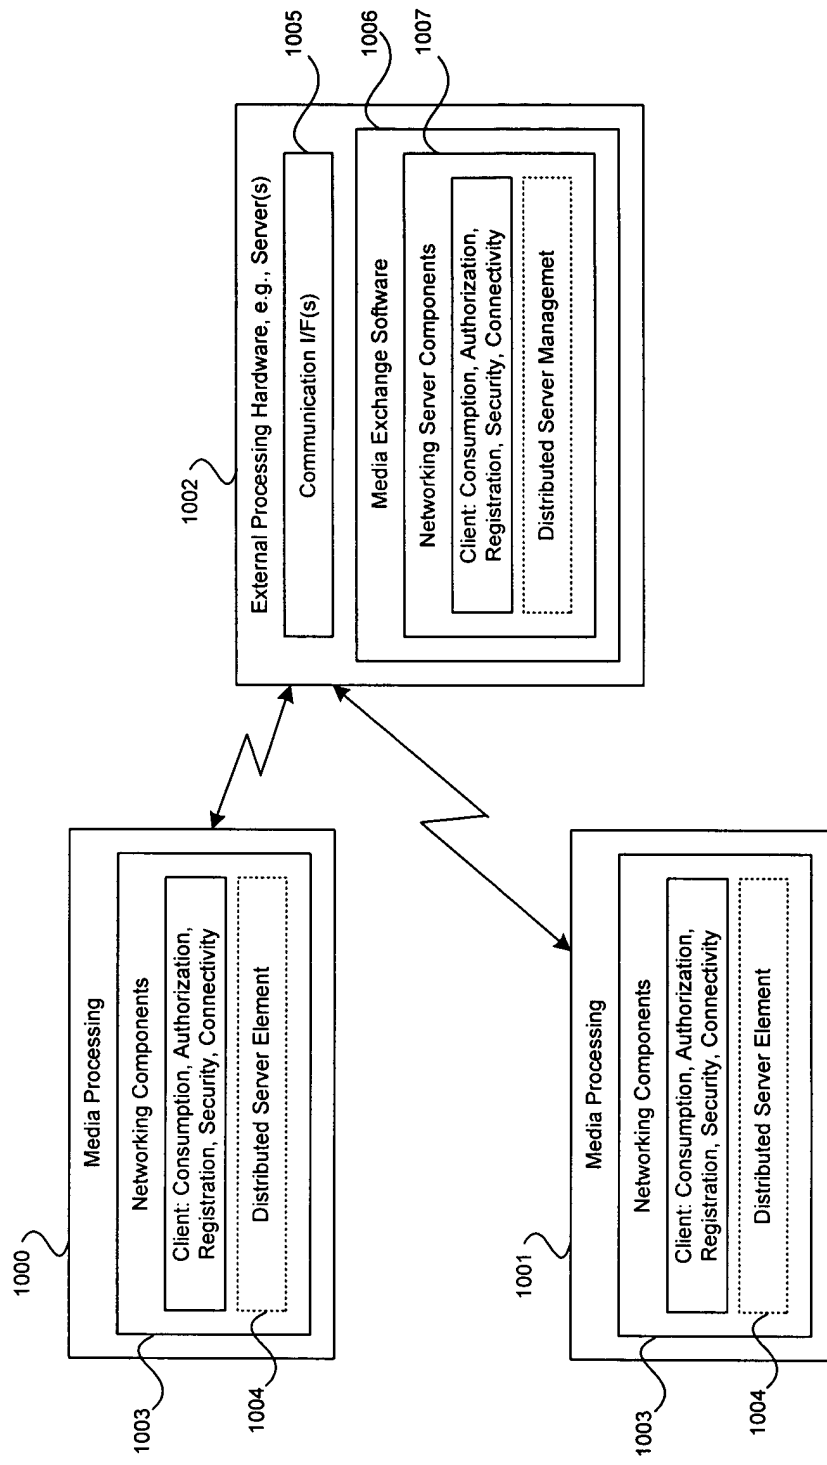 1000
Media Processing
Networking Components
Client: Consumption, Authorization,
Registration, Security, Connectivity
Distributed Server Element
1003
1004
1002
External Processing Hardware, e.g., Server(s)
Communication I/F(s)
Media Exchange Software
Networking Server Components
Client: Consumption, Authorization,
Registration, Security, Connectivity
Distributed Server Managemet
1005
1006
1007
1001
Media Processing
Networking Components
Client: Consumption, Authorization,
Registration, Security, Connectivity
Distributed Server Element
1003
1004